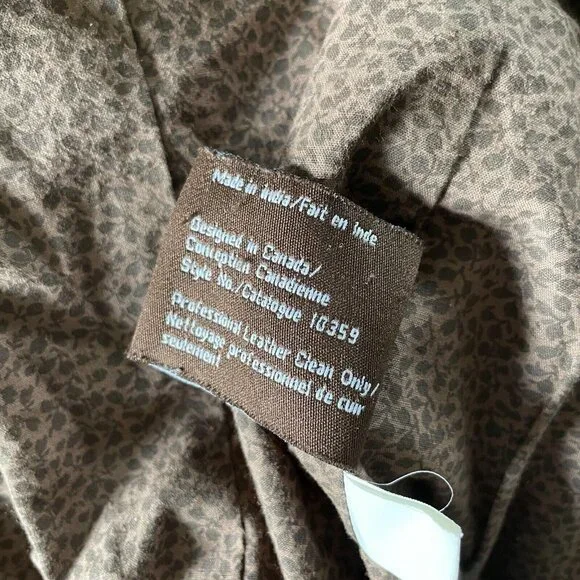 Made in India/Fait en Inde
Designed in Canada/
Conception Canadienne
Style No./Catalogue 10359
Professional Leather Clean Only/
Nettoyage professionnel de cuir
seulement